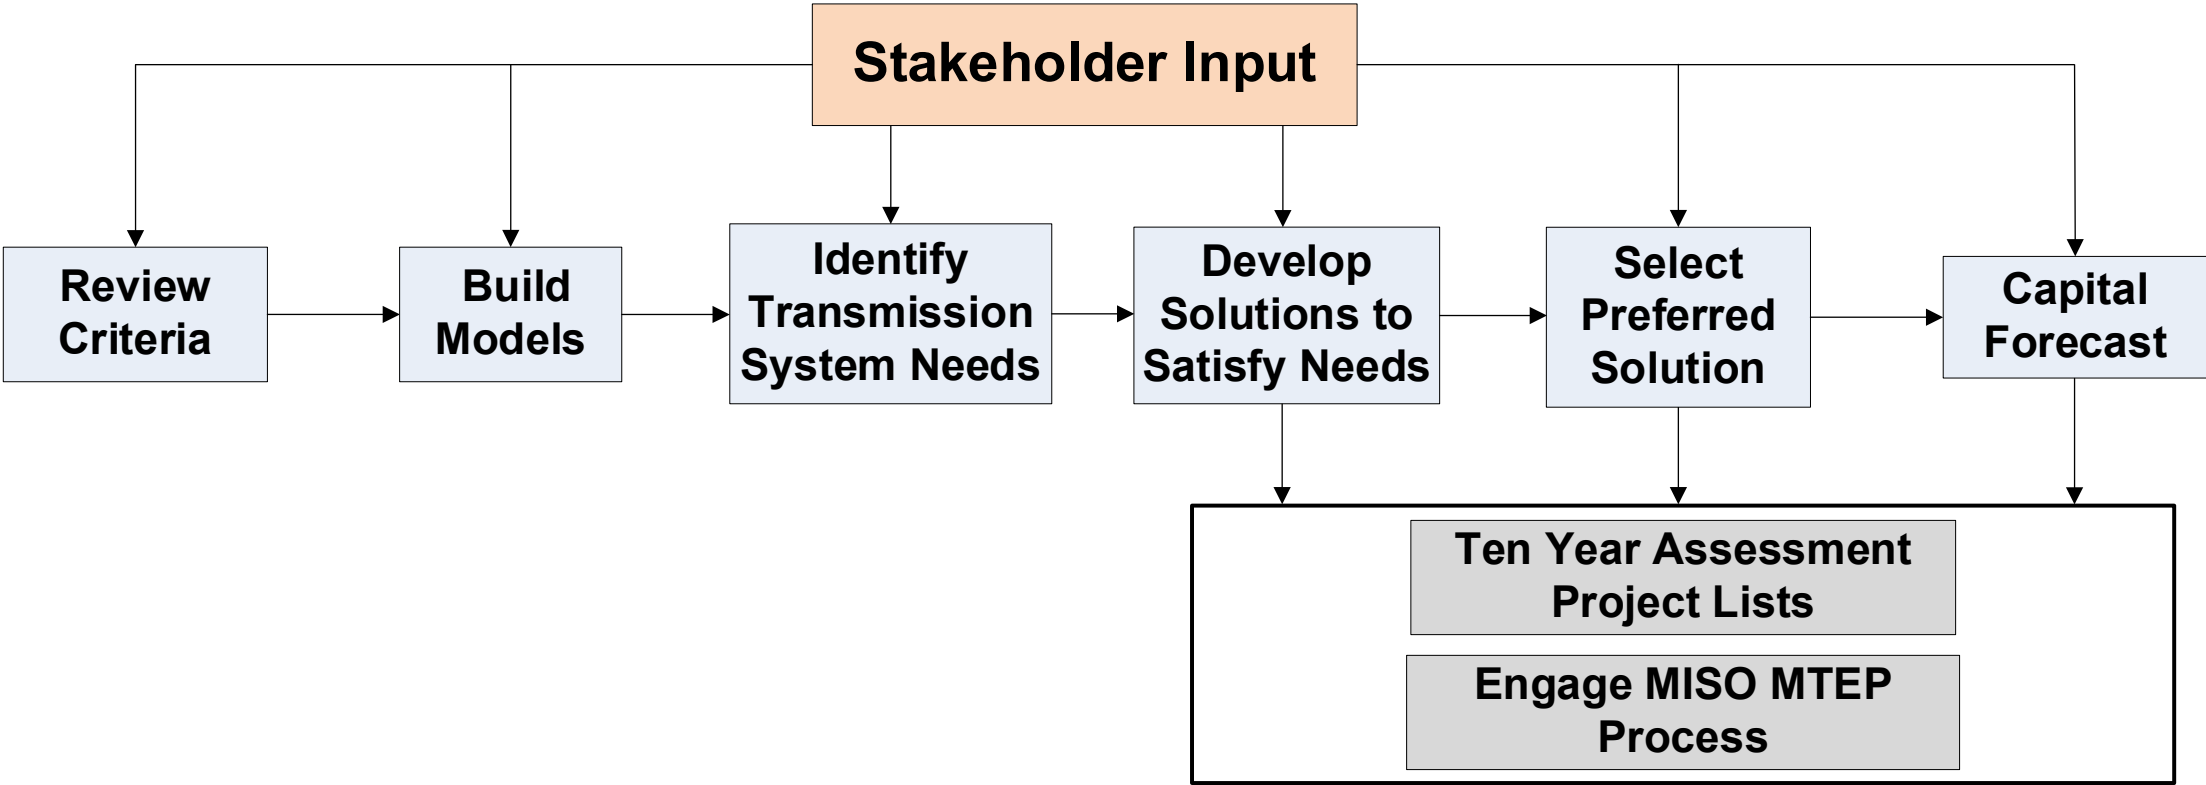 Stakeholder Input
Review
Criteria
Build
Models
Identify
Transmission
System Needs
Develop
Solutions to
Satisfy Needs
Select
Preferred
Solution
Capital
Forecast
Ten Year Assessment
Project Lists
Engage MISO MTEP
Process